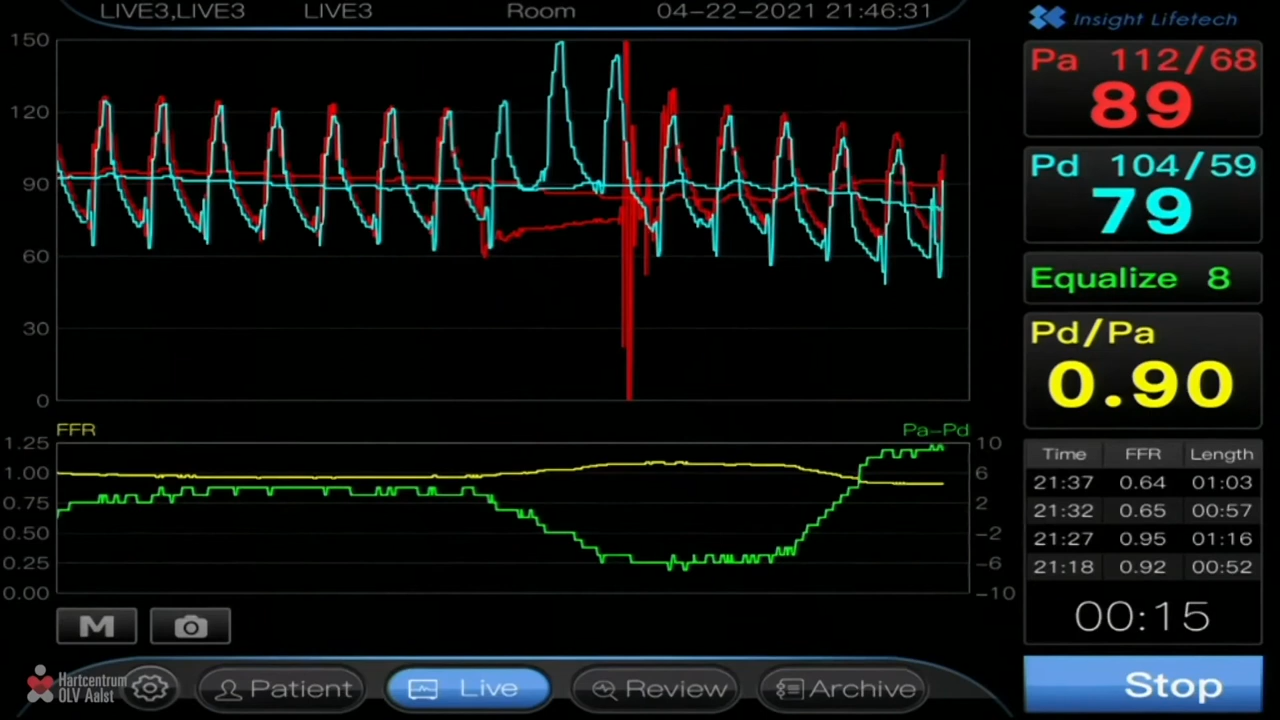 LIVE3,LIVE3 LIVE3 Room 04-22-2021 21:46:31
Insight Lifetech
150
120
90
60
30
0
Pa 112/68
89
Pd 104/59
79
Equalize 8
Pd/Pa
0.90
FFR Pa-Pd
1.25 10
1.00 6
0.75 2
0.50 -2
0.25 -6
0.00 -10
Time FFR Length
21:37 0.64 01:03
21:32 0.65 00:57
21:27 0.95 01:16
21:18 0.92 00:52
00:15
M
Hartcentrum
OLV Aalst
Patient Live Review Archive
Stop